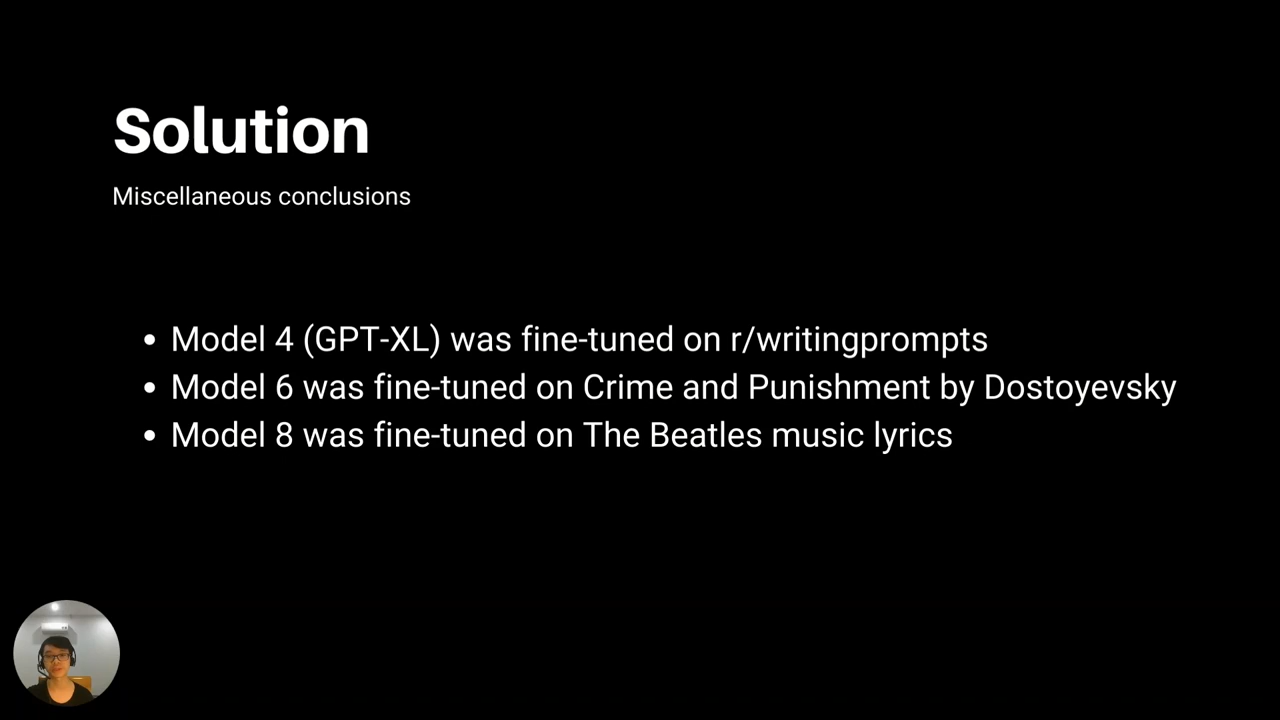 Solution
Miscellaneous conclusions
• Model 4 (GPT-XL) was fine-tuned on r/writingprompts
• Model 6 was fine-tuned on Crime and Punishment by Dostoyevsky
• Model 8 was fine-tuned on The Beatles music lyrics